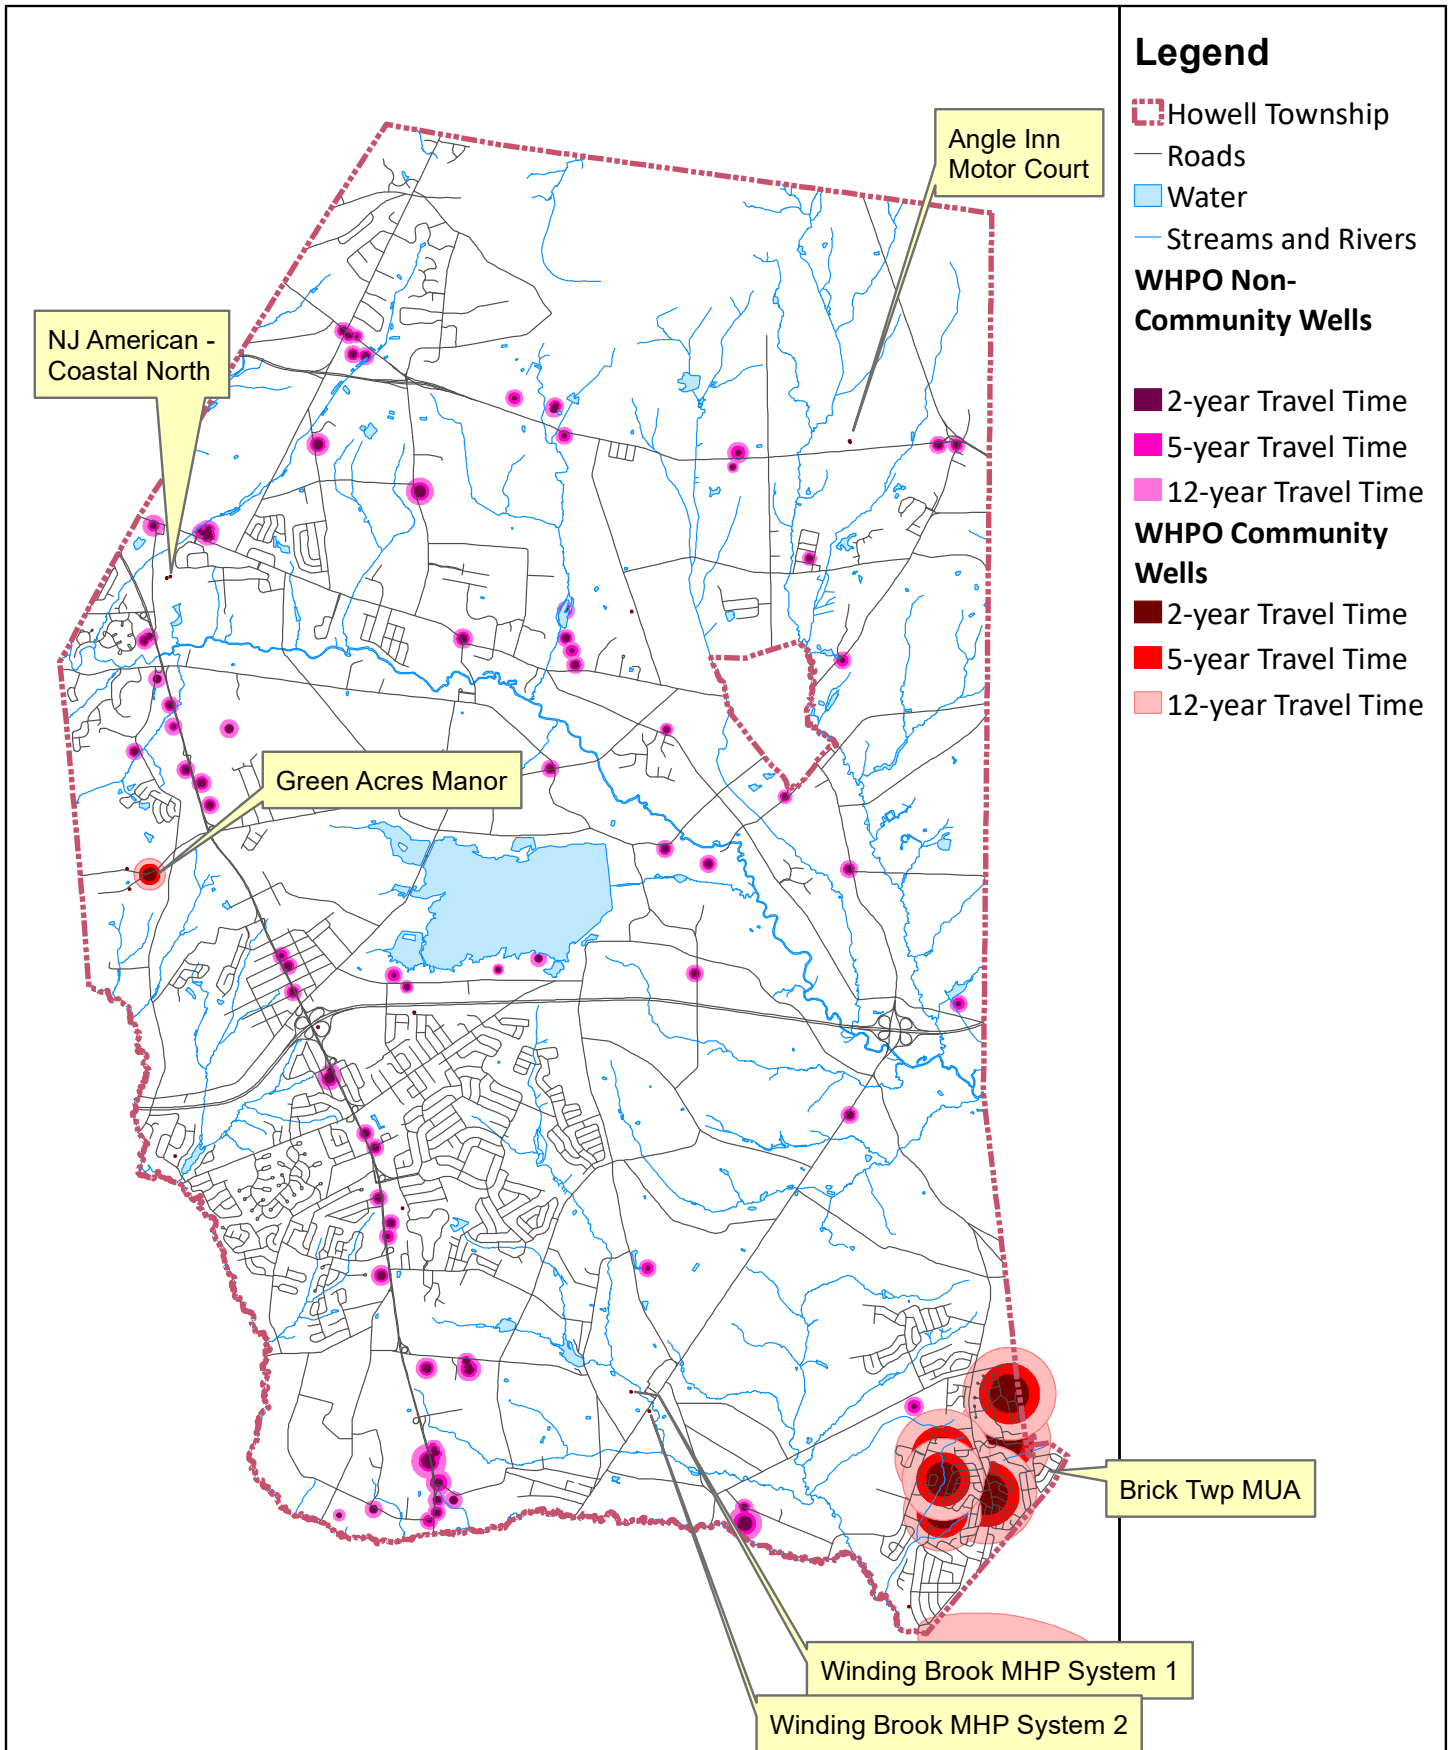 Legend
Howell Township
Roads
Water
Streams and Rivers
WHPO Non-
Community Wells
2-year Travel Time
5-year Travel Time
12-year Travel Time
WHPO Community
Wells
2-year Travel Time
5-year Travel Time
12-year Travel Time
Angle Inn
Motor Court
NJ American -
Coastal North
Green Acres Manor
Brick Twp MUA
Winding Brook MHP System 1
Winding Brook MHP System 2